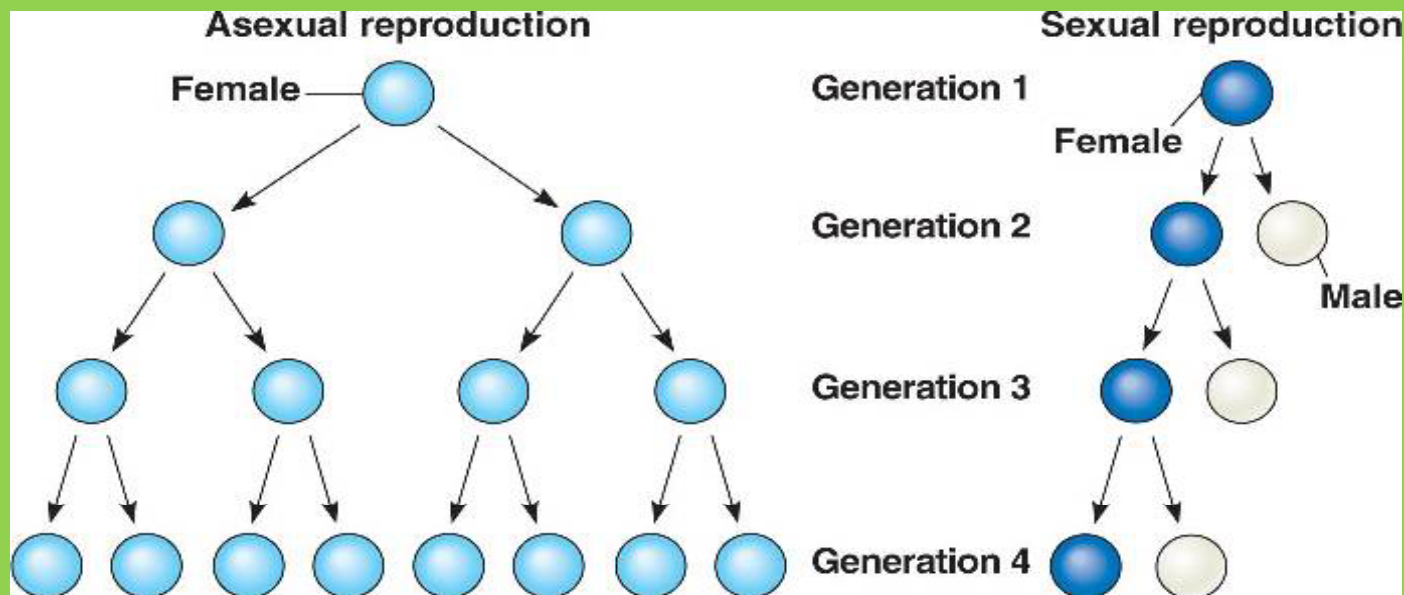 Asexual reproduction
Sexual reproduction
Female
Generation 1
Female
Generation 2
Male
Generation 3
Generation 4